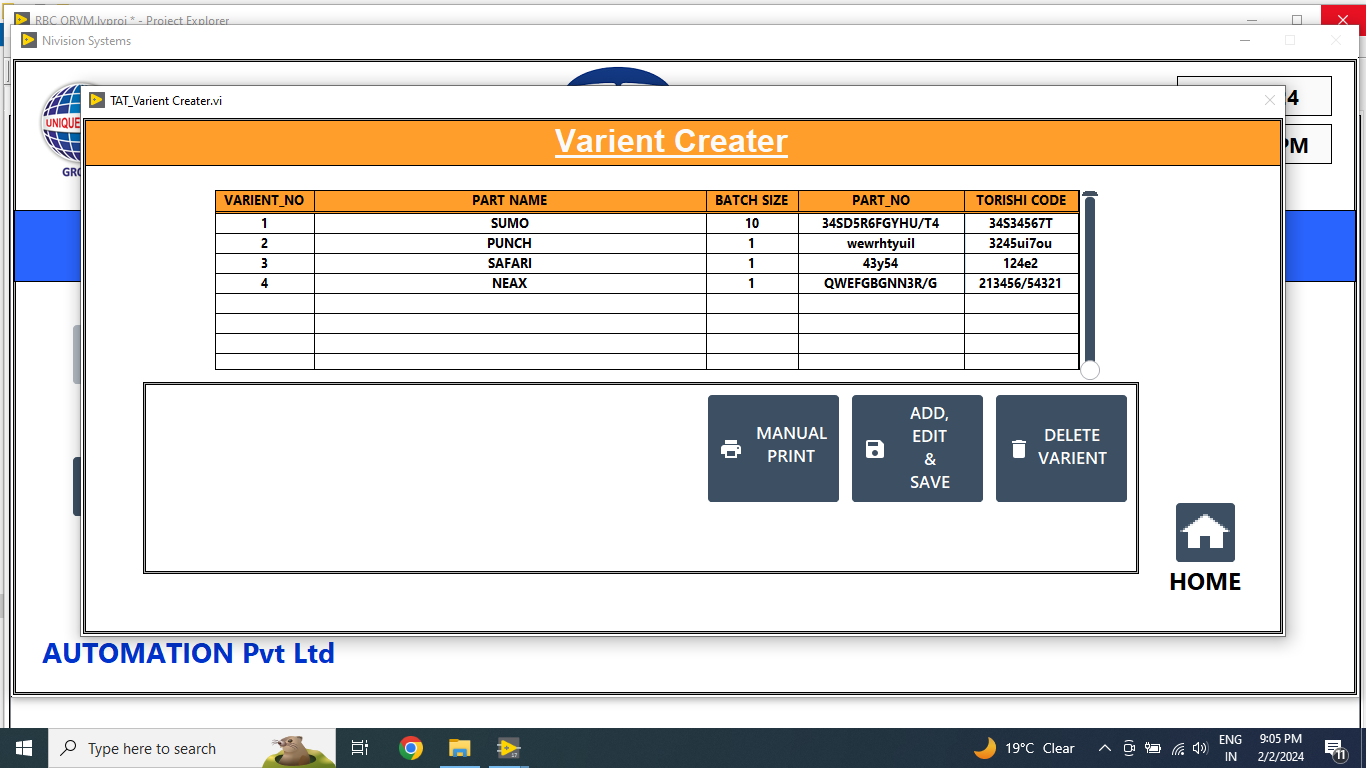 RBC ORVM.lvproj * - Project Explorer
Nivision Systems
UNIQUE
GRO
4
PM
TAT_Varient Creater.vi
Varient Creater
VARIENT_NO PART NAME BATCH SIZE PART_NO TORISHI CODE
1 SUMO 10 34SD5R6FGYHU/T4 34S34567T
2 PUNCH 1 wewrhtyuil 3245ui7ou
3 SAFARI 1 43y54 124e2
4 NEAX 1 QWEFGBGNN3R/G 213456/54321
MANUAL
PRINT
ADD,
EDIT
&
SAVE
DELETE
VARIENT
HOME
AUTOMATION Pvt Ltd
Type here to search
19°C Clear
ENG
IN
9:05 PM
2/2/2024
11